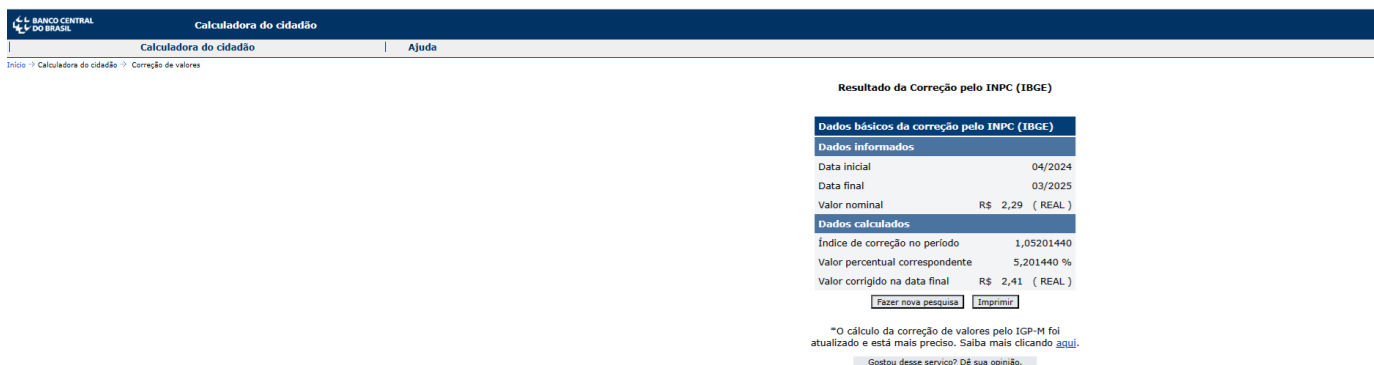 BANCO CENTRAL
DO BRASIL
Calculadora do cidadão
Calculadora do cidadão
Ajuda
Início → Calculadora do cidadão → Correção de valores
Resultado da Correção pelo INPC (IBGE)
Dados básicos da correção pelo INPC (IBGE)
Dados informados
Data inicial 04/2024
Data final 03/2025
Valor nominal R$ 2,29 ( REAL )
Dados calculados
Índice de correção no período 1,05201440
Valor percentual correspondente 5,201440 %
Valor corrigido na data final R$ 2,41 ( REAL )
Fazer nova pesquisa Imprimir
*O cálculo da correção de valores pelo IGP-M foi
atualizado e está mais preciso. Saiba mais clicando aqui.
Gostou desse serviço? Dê sua opinião.